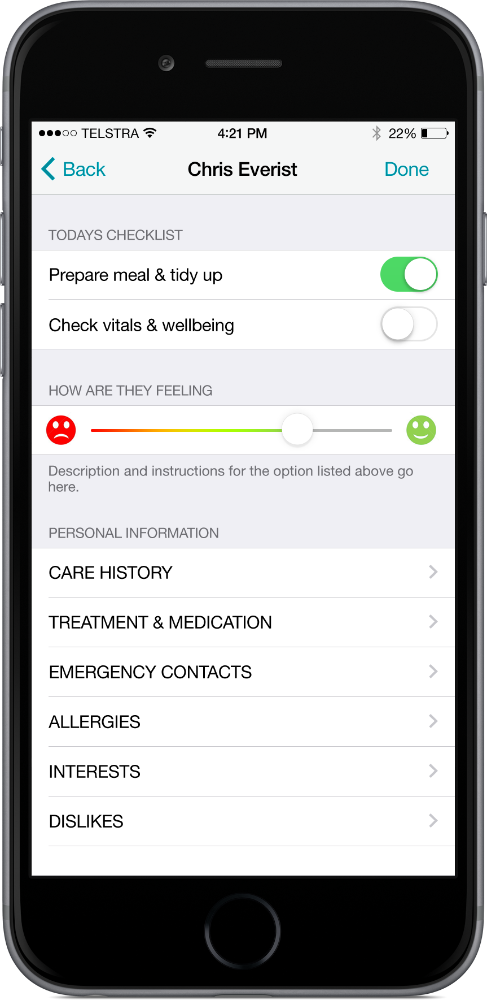 TELSTRA 4:21 PM 22%
Back Chris Everist Done
TODAYS CHECKLIST
Prepare meal & tidy up
Check vitals & wellbeing
HOW ARE THEY FEELING
Description and instructions for the option listed above go
here.
PERSONAL INFORMATION
CARE HISTORY
TREATMENT & MEDICATION
EMERGENCY CONTACTS
ALLERGIES
INTERESTS
DISLIKES